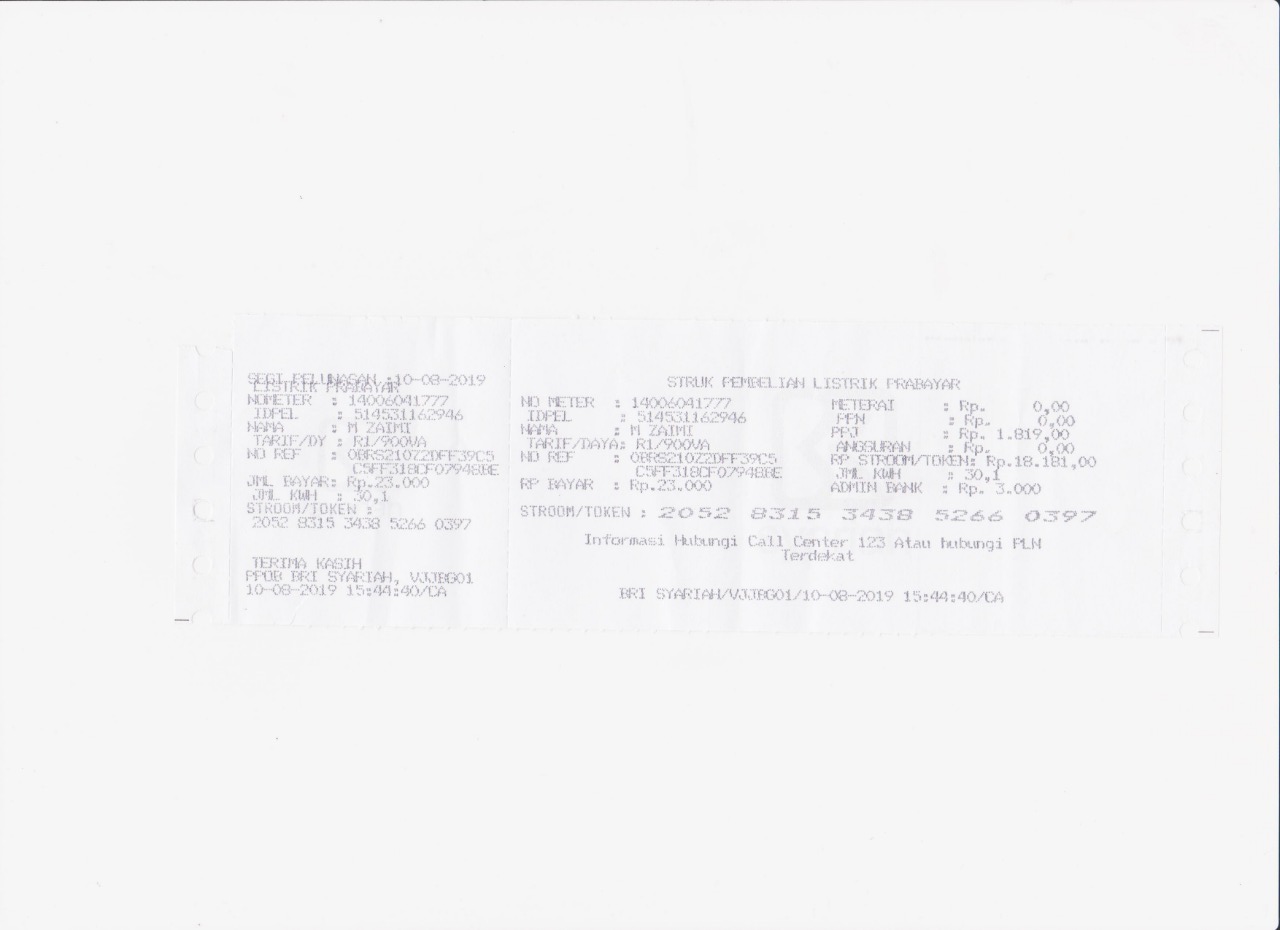 SEGI PELUNASAN :10-08-2019
LISTRIK PRABAYAR
NOMETER : 14006041777
IDPEL : 514531162946
NAMA : M ZAIMI
TARIF/DY : R1/900VA
NO REF : 0BRS210Z2DFF39C5
C5FF318CF07948BE
JML BAYAR: Rp.23.000
JML KWH : 30,1
STROOM/TOKEN :
2052 8315 3438 5266 0397
TERIMA KASIH
PPOB BRI SYARIAH, VJJBG01
10-08-2019 15:44:40/CA
STRUK PEMBELIAN LISTRIK PRABAYAR
NO METER : 14006041777
IDPEL : 514531162946
NAMA : M ZAIMI
TARIF/DAYA: R1/900VA
NO REF : 0BRS210Z2DFF39C5
C5FF318CF07948BE
RP BAYAR : Rp.23.000
METERAI : Rp. 0,00
PPN : Rp. 0,00
PPJ : Rp. 1.819,00
ANGSURAN : Rp. 0,00
RP STROOM/TOKEN: Rp.18.181,00
JML KWH : 30,1
ADMIN BANK : Rp. 3.000
STROOM/TOKEN : 2052 8315 3438 5266 0397
Informasi Hubungi Call Center 123 Atau hubungi PLN
Terdekat
BRI SYARIAH/VJJBG01/10-08-2019 15:44:40/CA